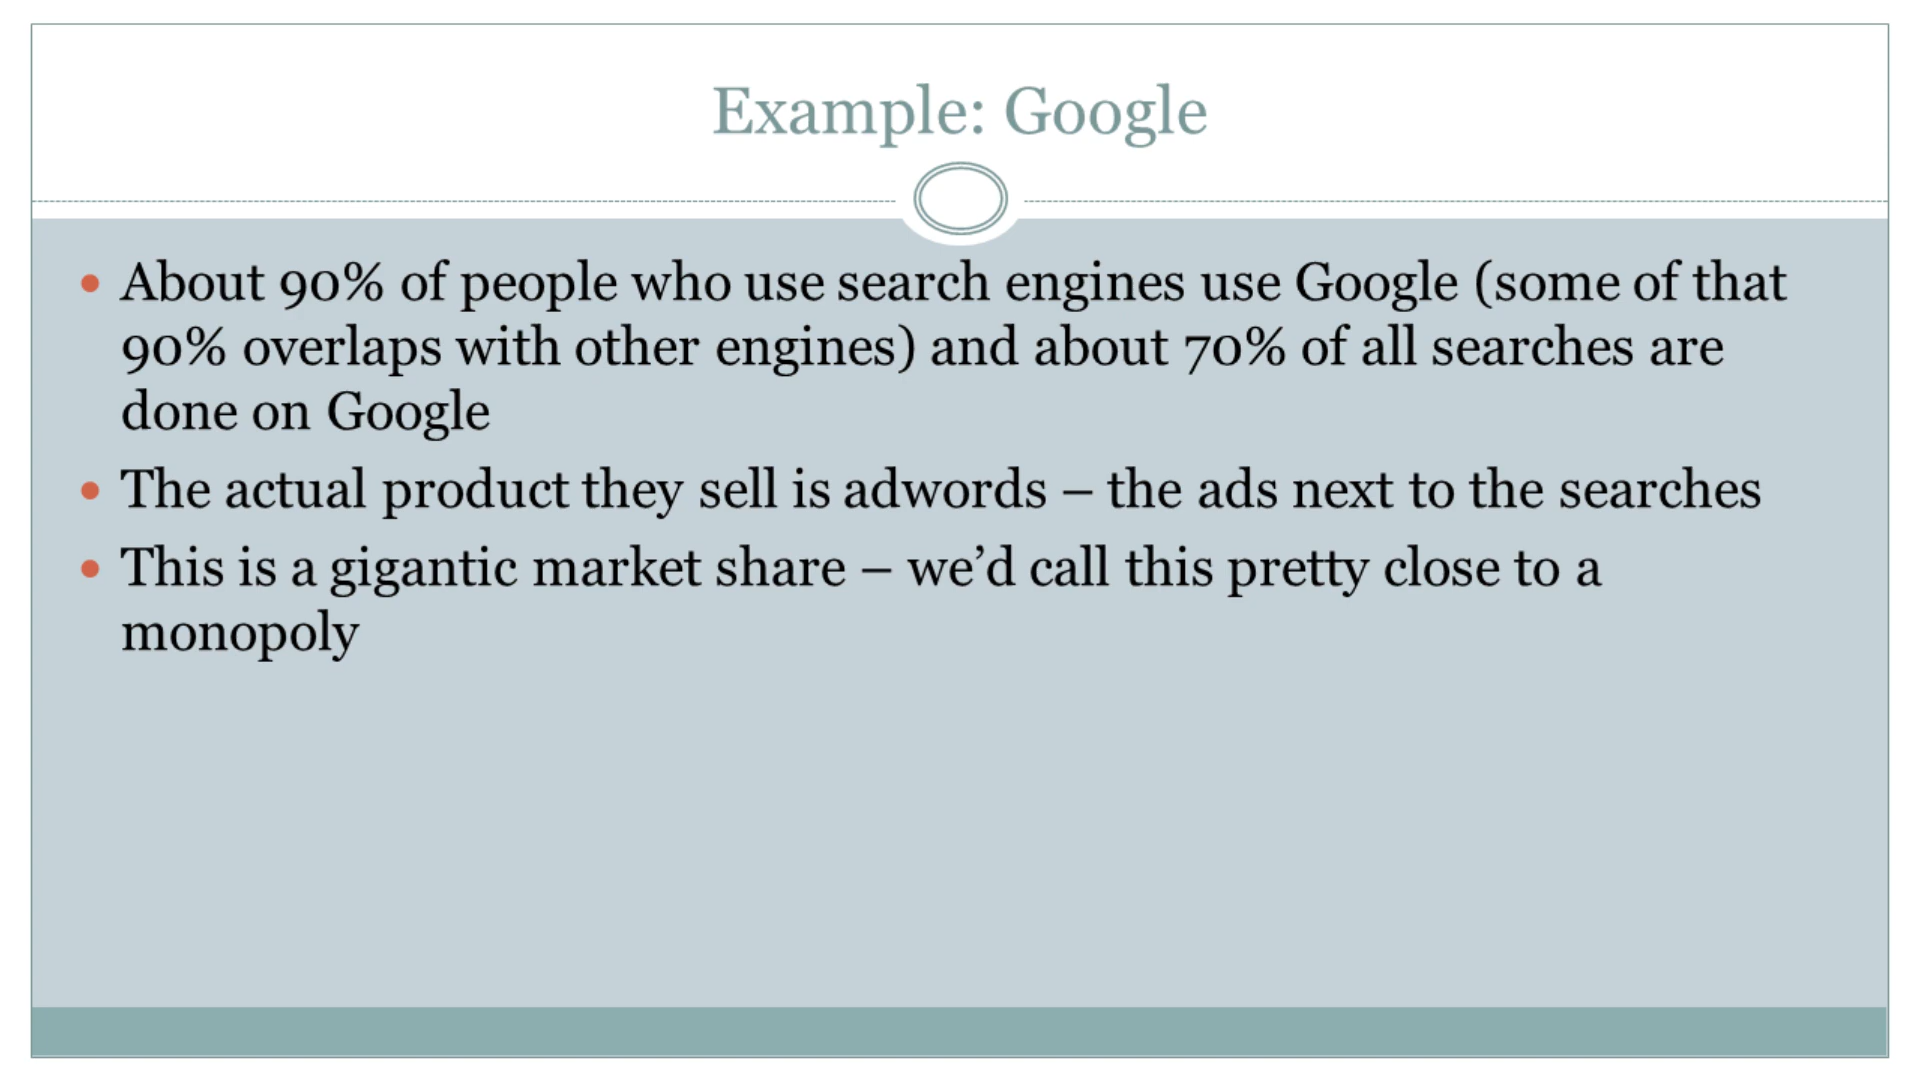 Example: Google
• About 90% of people who use search engines use Google (some of that
90% overlaps with other engines) and about 70% of all searches are
done on Google
• The actual product they sell is adwords – the ads next to the searches
• This is a gigantic market share – we’d call this pretty close to a
monopoly